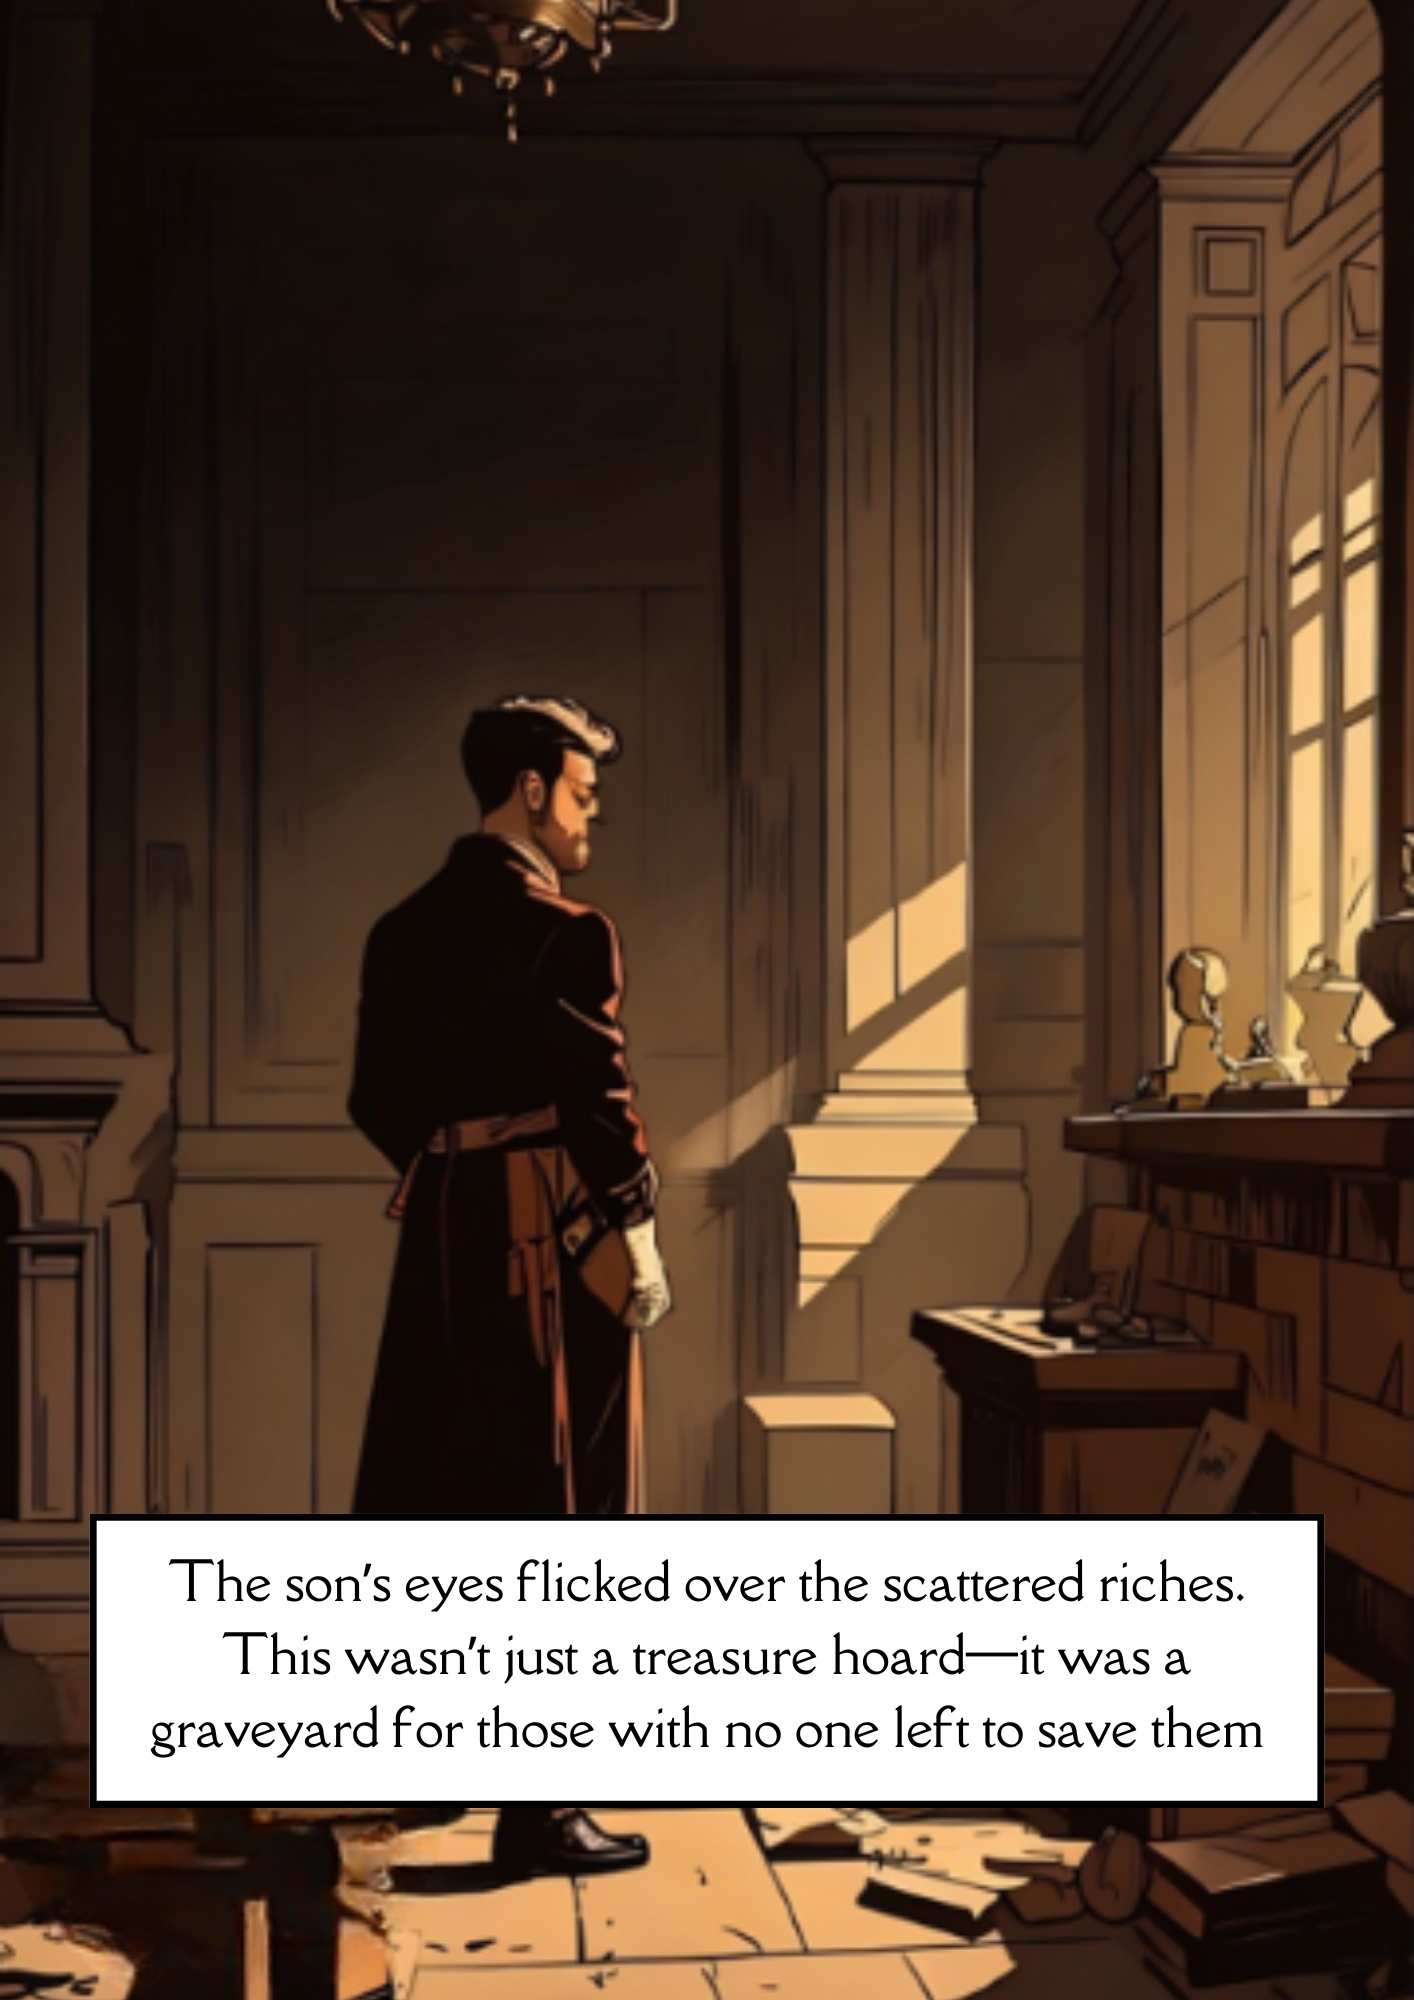 The son's eyes flicked over the scattered riches.
This wasn't just a treasure hoard—it was a
graveyard for those with no one left to save them